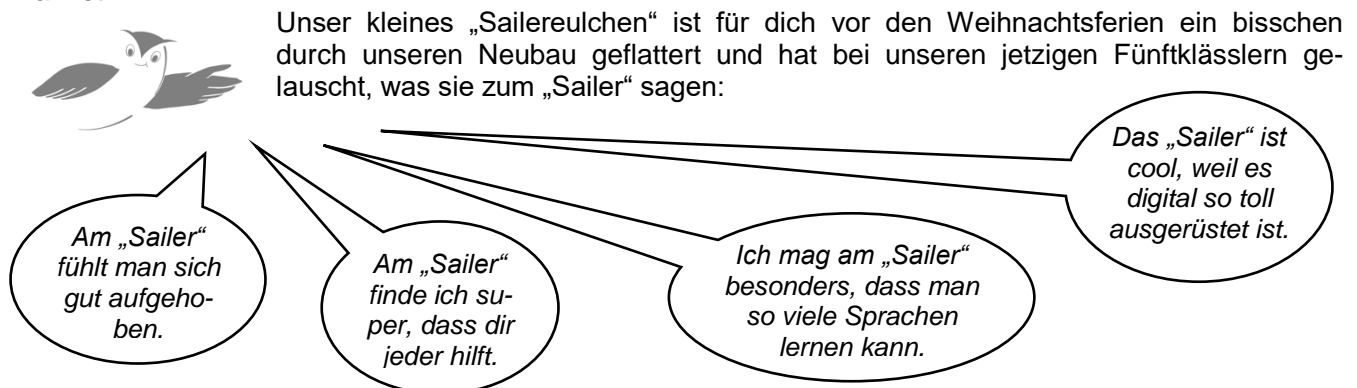 Unser kleines „Sailereulchen“ ist für dich vor den Weihnachtsferien ein bisschen
durch unseren Neubau geflattert und hat bei unseren jetzigen Fünftklässlern ge-
lauscht, was sie zum „Sailer“ sagen:
Am „Sailer“
fühlt man sich
gut aufgeho-
ben.
Am „Sailer“
finde ich su-
per, dass dir
jeder hilft.
Ich mag am „Sailer“
besonders, dass man
so viele Sprachen
lernen kann.
Das „Sailer“ ist
cool, weil es
digital so toll
ausgerüstet ist.